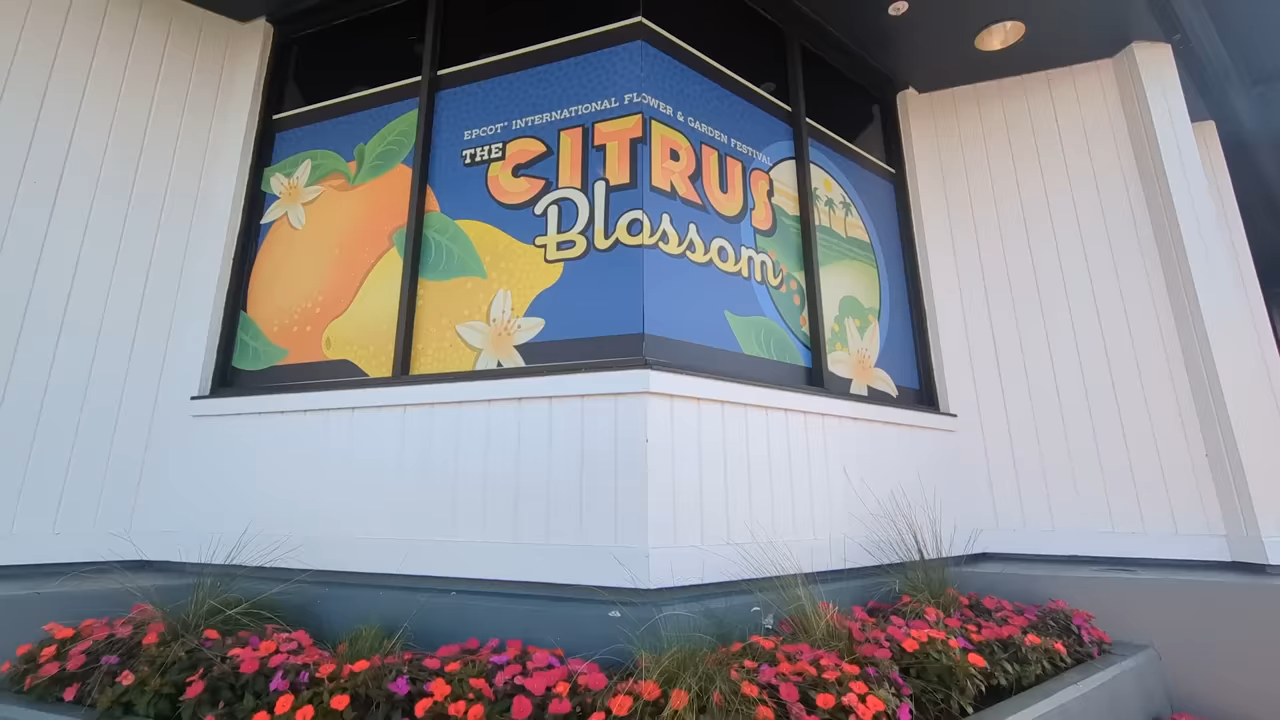 EPCOT® INTERNATIONAL FLOWER & GARDEN FESTIVAL
THE CITRUS
Blossom